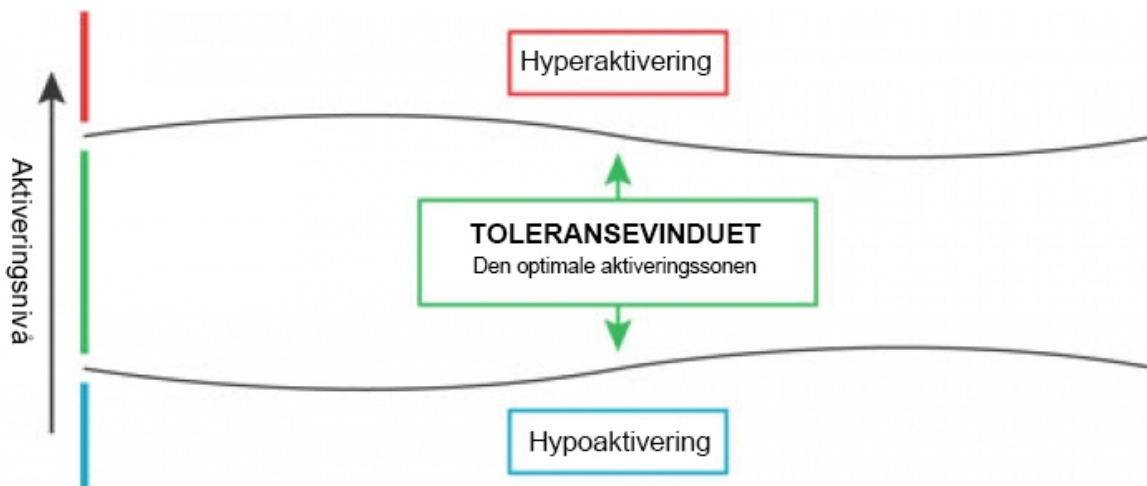 Hyperaktivering
Aktiveringsnivå
TOLERANSEVINDUET
Den optimale aktiveringssonen
Hypoaktivering